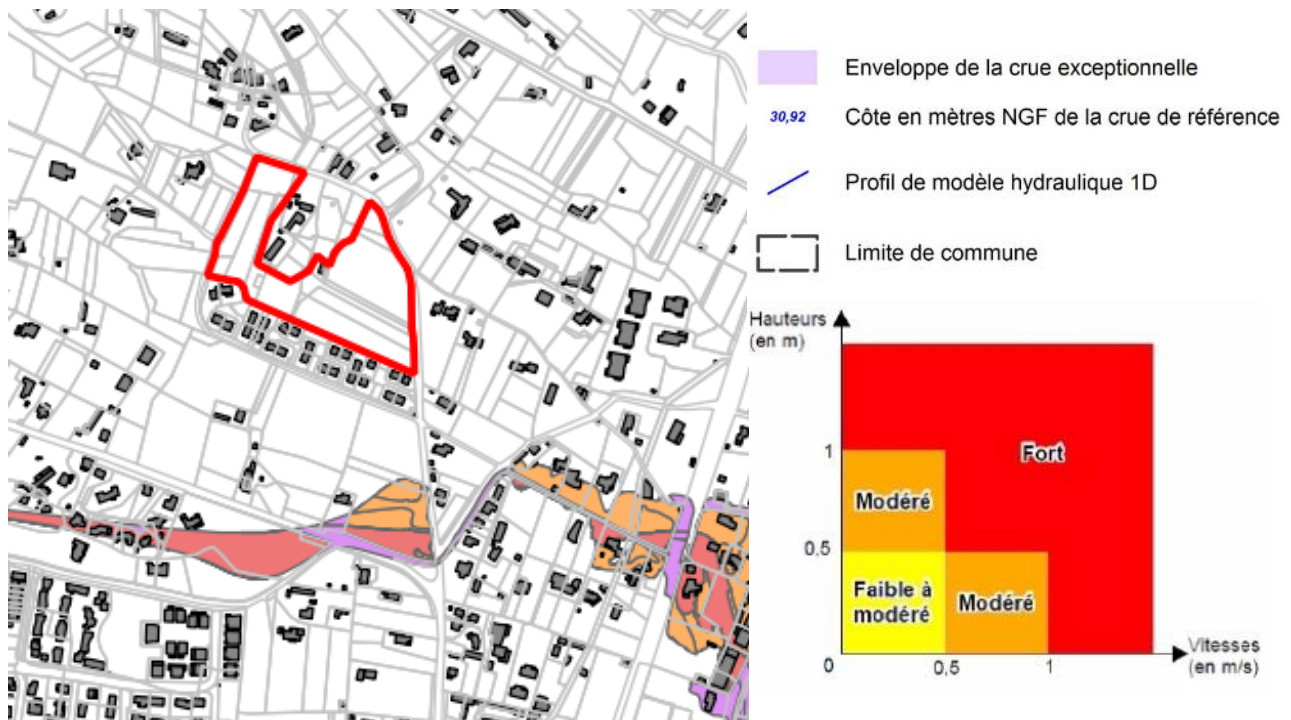 Enveloppe de la crue exceptionnelle
30,92
Côte en mètres NGF de la crue de référence
Profil de modèle hydraulique 1D
Limite de commune
Hauteurs
(en m)
1
Fort
Modéré
0.5
Faible à
modéré
Modéré
0
0,5
1
Vitesses
(en m/s)